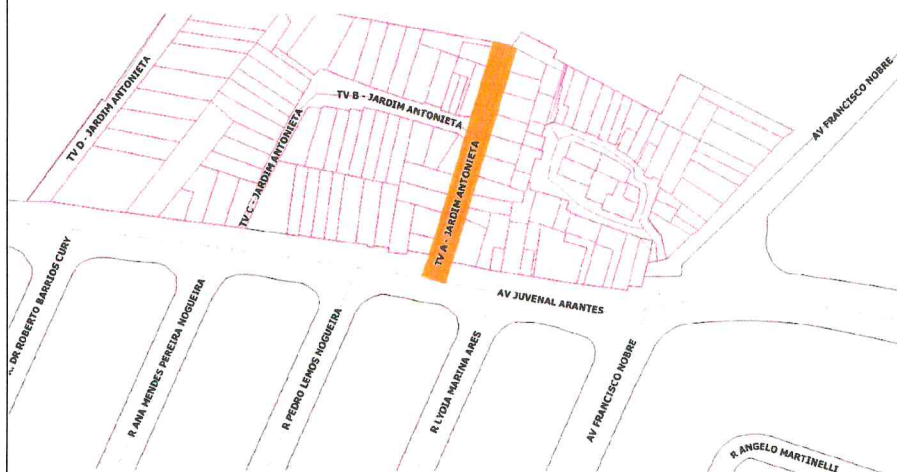 TV D - JARDIM ANTONIETA
TV B - JARDIM ANTONIETA
TV C - JARDIM ANTONIETA
TV A - JARDIM ANTONIETA
AV FRANCISCO NOBRE
AV JUVENAL ARANTES
R. DR ROBERTO BARRIOS CURY
R ANA MENDES PEREIRA NOGUEIRA
R PEDRO LEMOS NOGUEIRA
R LYDIA MARINA ARES
AV FRANCISCO NOBRE
R ANGELO MARTINELLI